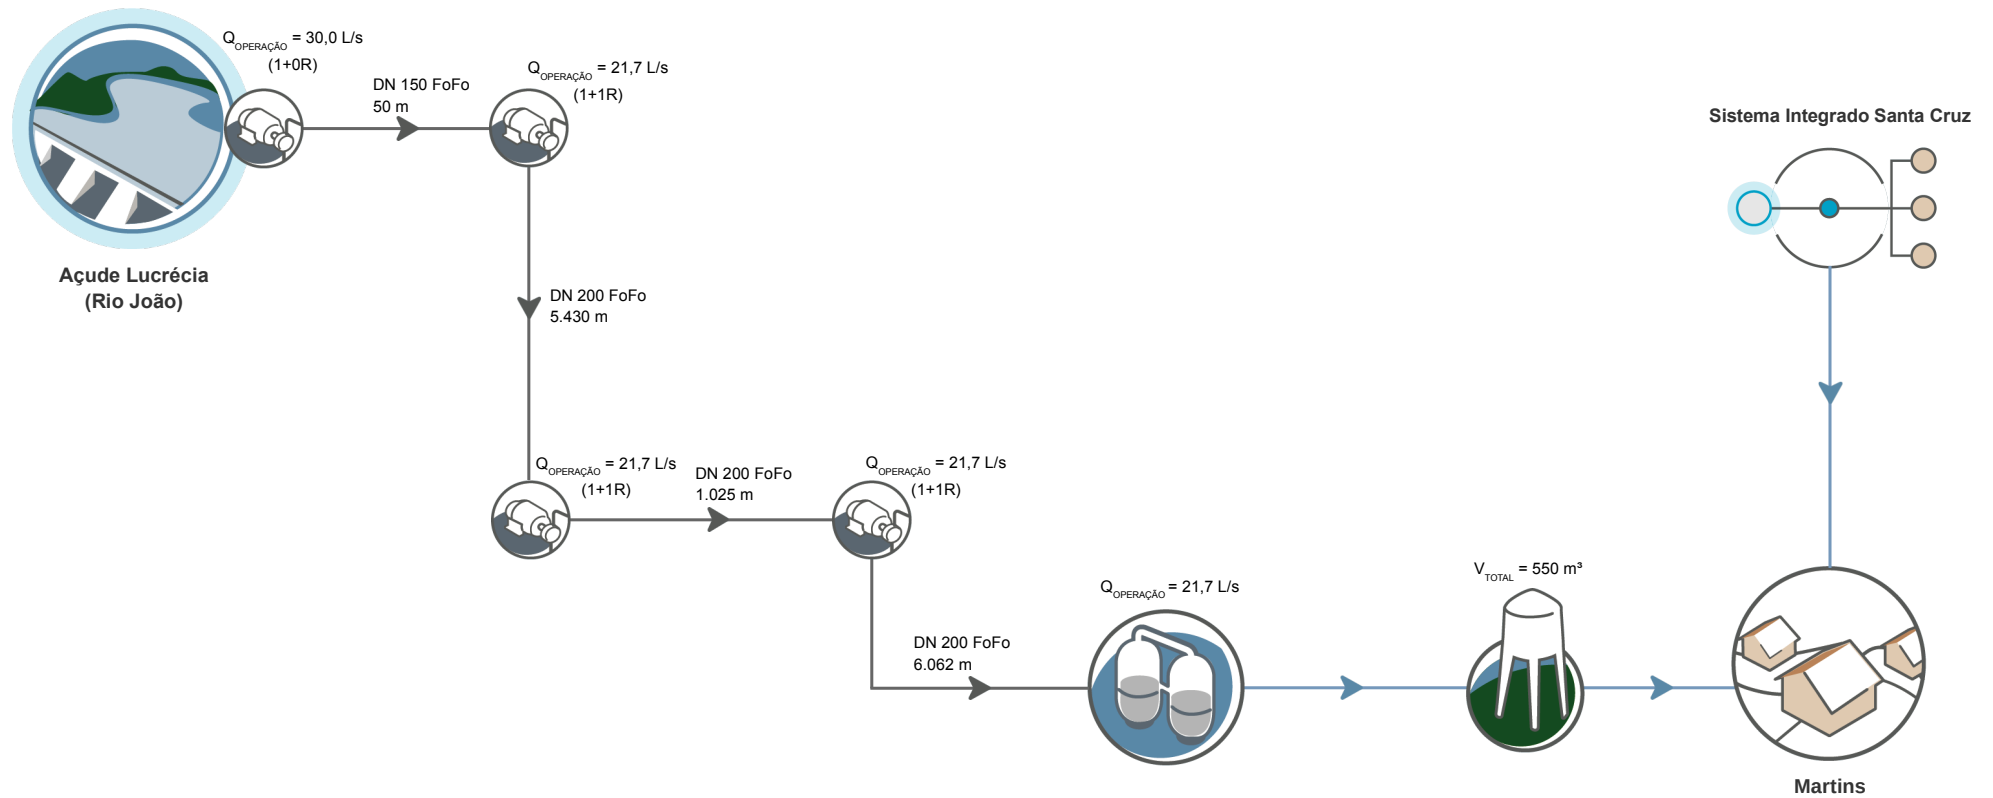 Q OPERAÇÃO = 30,0 L/s
(1+0R)
DN 150 FoFo
50 m
Q OPERAÇÃO = 21,7 L/s
(1+1R)
Sistema Integrado Santa Cruz
Açude Lucrécia
(Rio João)
DN 200 FoFo
5.430 m
Q OPERAÇÃO = 21,7 L/s
(1+1R)
DN 200 FoFo
1.025 m
Q OPERAÇÃO = 21,7 L/s
(1+1R)
DN 200 FoFo
6.062 m
Q OPERAÇÃO = 21,7 L/s
V TOTAL = 550 m³
Martins